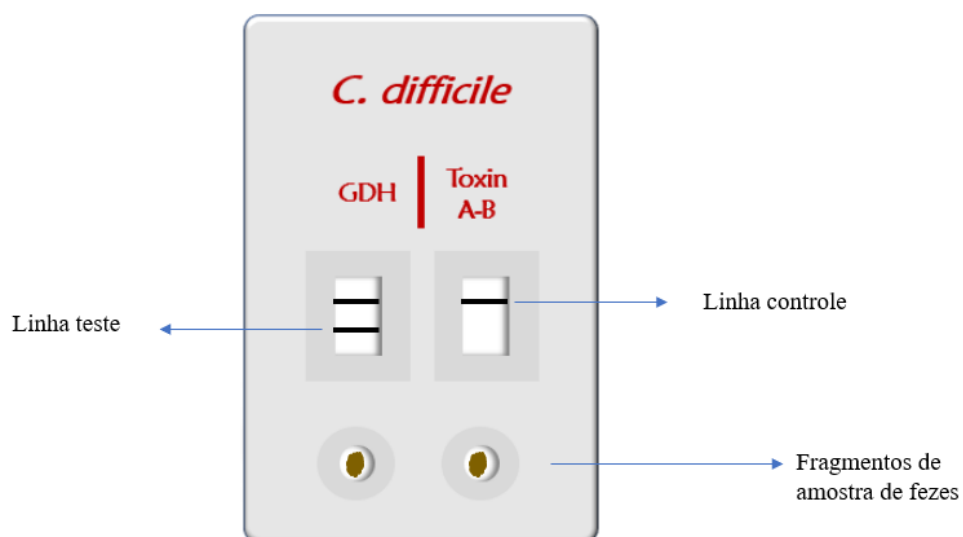 C. difficile
GDH
Toxin
A-B
Linha teste
Linha controle
Fragmentos de
amostra de fezes